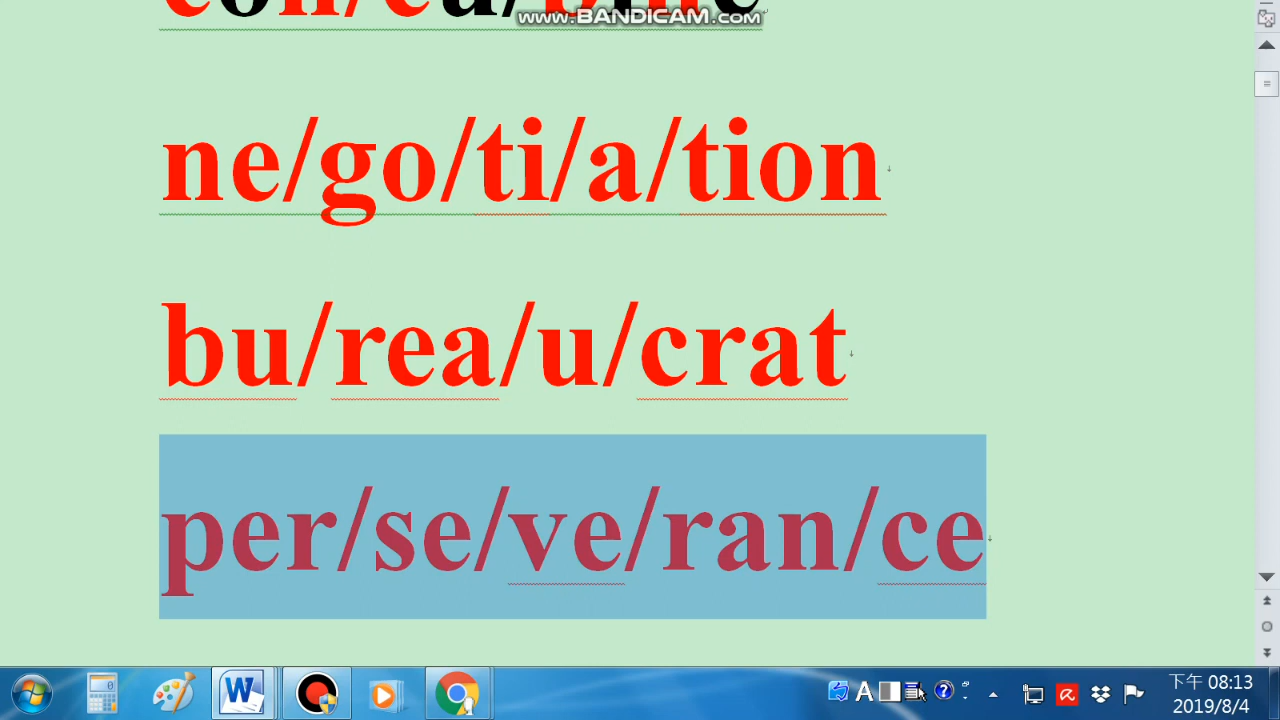 www.BANDICAM.com
ne/go/ti/a/tion
bu/rea/u/crat
per/se/ve/ran/ce
下午 08:13
2019/8/4